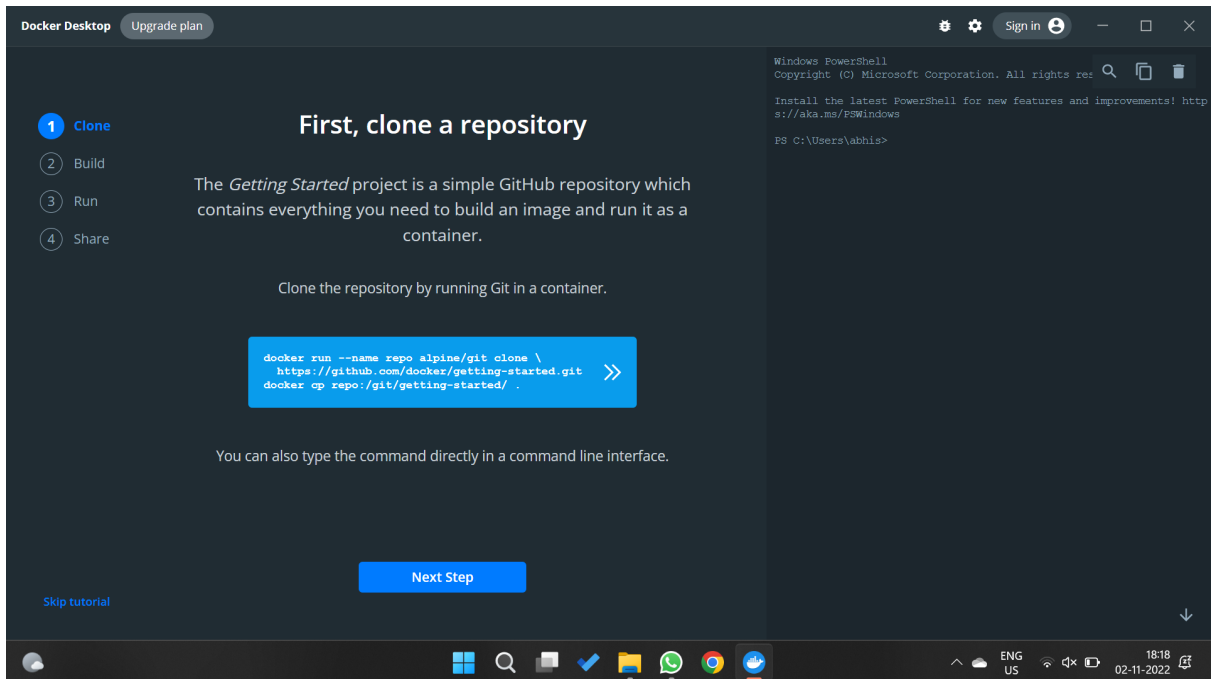 Docker Desktop
Upgrade plan
Sign in
1 Clone
2 Build
3 Run
4 Share
First, clone a repository
The Getting Started project is a simple GitHub repository which
contains everything you need to build an image and run it as a
container.
Clone the repository by running Git in a container.
docker run --name repo alpine/git clone \
https://github.com/docker/getting-started.git
docker cp repo:/git/getting-started/ .
You can also type the command directly in a command line interface.
Next Step
Skip tutorial
Windows PowerShell
Copyright (C) Microsoft Corporation. All rights res
Install the latest PowerShell for new features and improvements! http
s://aka.ms/PSWindows
PS C:\Users\abhis>
ENG
US
18:18
02-11-2022